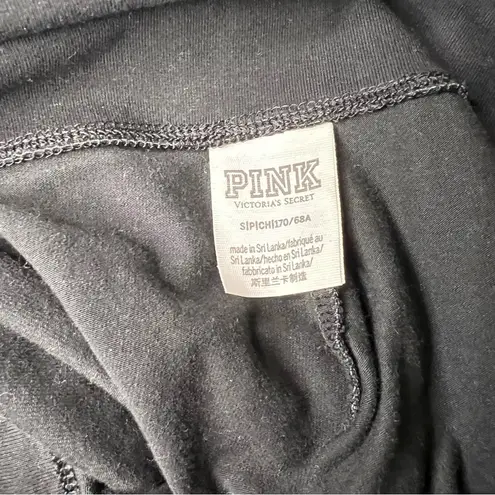 PINK
VICTORIA'S SECRET
S|P|CH|170/68A
made in Sri Lanka/fabriqué au
Sri Lanka/hecho en Sri Lanka/
fabbricato in Sri Lanka/
斯里兰卡制造